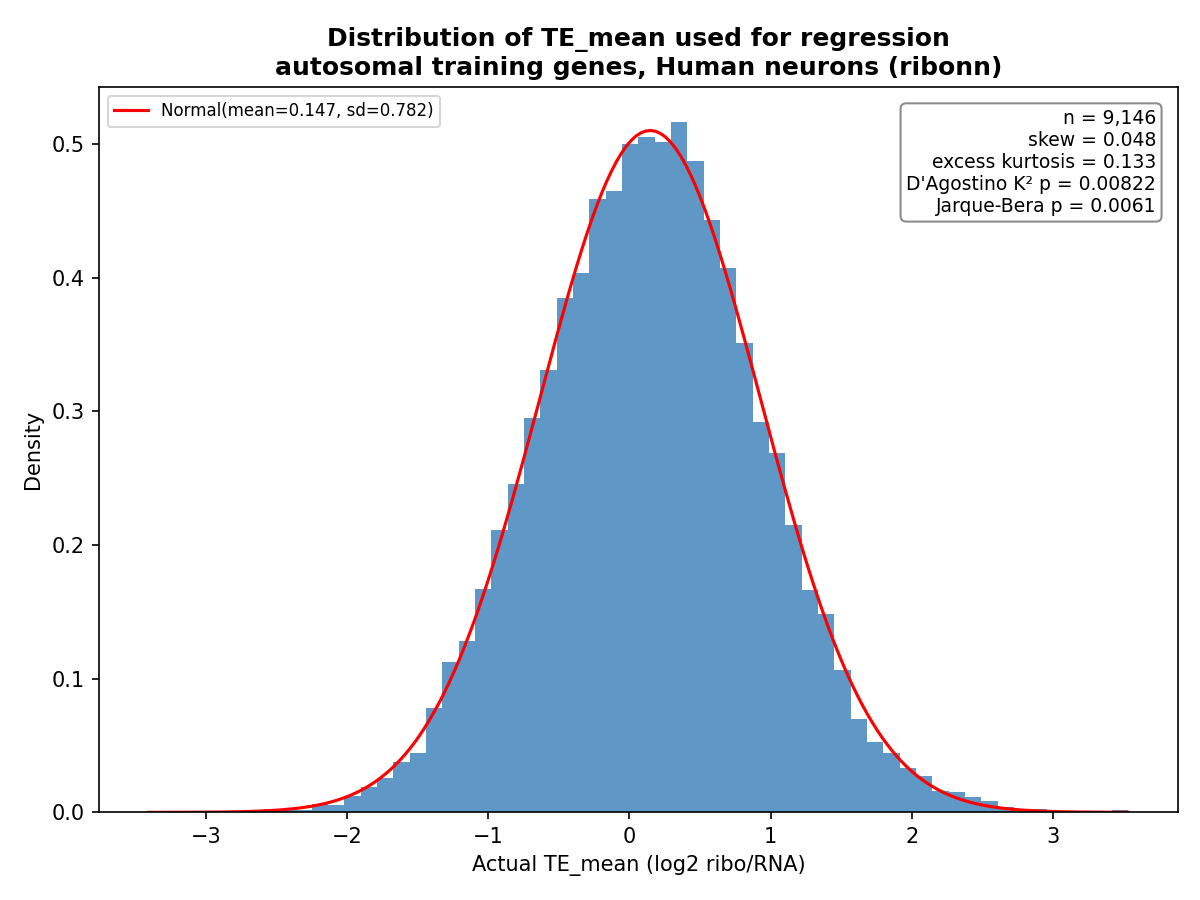 Distribution of TE_mean used for regression
autosomal training genes, Human neurons (ribonn)
Normal(mean=0.147, sd=0.782)
n = 9,146
skew = 0.048
excess kurtosis = 0.133
D'Agostino K² p = 0.00822
Jarque-Bera p = 0.0061
Density
0.5
0.4
0.3
0.2
0.1
0.0
−3 −2 −1 0 1 2 3
Actual TE_mean (log2 ribo/RNA)